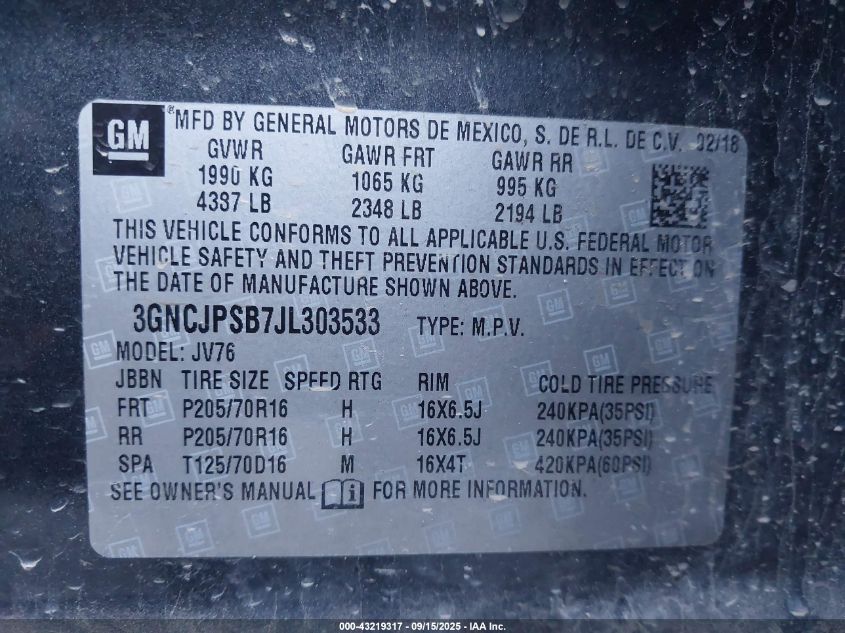 GM
® MFD BY GENERAL MOTORS DE MEXICO, S. DE R.L. DE C.V. 02/18
GVWR GAWR FRT GAWR RR
1990 KG 1065 KG 995 KG
4387 LB 2348 LB 2194 LB
THIS VEHICLE CONFORMS TO ALL APPLICABLE U.S. FEDERAL MOTOR
VEHICLE SAFETY AND THEFT PREVENTION STANDARDS IN EFFECT ON
THE DATE OF MANUFACTURE SHOWN ABOVE.
3GNCJPSB7JL303533 TYPE: M.P.V.
MODEL: JV76
JBBN TIRE SIZE SPEED RTG RIM COLD TIRE PRESSURE
FRT P205/70R16 H 16X6.5J 240KPA(35PSI)
RR P205/70R16 H 16X6.5J 240KPA(35PSI)
SPA T125/70D16 M 16X4T 420KPA(60PSI)
SEE OWNER'S MANUAL i FOR MORE INFORMATION.
000-43219317 - 09/15/2025 - IAA Inc.